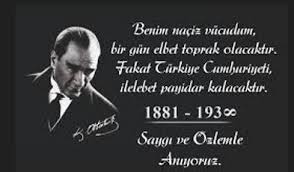 Benim naçiz vücudum,
bir gün elbet toprak olacaktır.
Fakat Türkiye Cumhuriyeti,
ilelebet payidar kalacaktır.
K. Atatürk
1881 - 193∞
Saygı ve Özlemle
Anıyoruz.